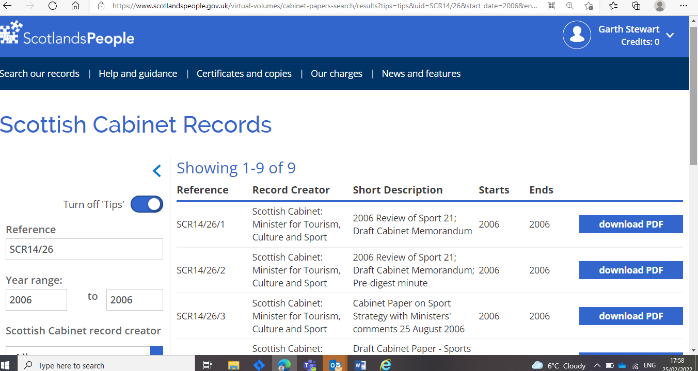 https://www.scotlandspeople.gov.uk/virtual-volumes/cabinet-papers-search/results?tips=tips&uid=SCR14/26&start_date=2006&en...
ScotlandsPeople
Garth Stewart
Credits: 0
Search our records | Help and guidance | Certificates and copies | Our charges | News and features
Scottish Cabinet Records
Showing 1-9 of 9
Turn off 'Tips'
Reference
SCR14/26
Year range:
2006 to 2006
Scottish Cabinet record creator
Reference Record Creator Short Description Starts Ends
SCR14/26/1 Scottish Cabinet: Minister for Tourism, Culture and Sport 2006 Review of Sport 21; Draft Cabinet Memorandum 2006 2006 download PDF
SCR14/26/2 Scottish Cabinet: Minister for Tourism, Culture and Sport 2006 Review of Sport 21; Draft Cabinet Memorandum; Pre-digest minute 2006 2006 download PDF
SCR14/26/3 Scottish Cabinet: Minister for Tourism, Culture and Sport Cabinet Paper on Sport Strategy with Ministers' comments 25 August 2006 2006 2006 download PDF
Scottish Cabinet: Draft Cabinet Paper - Sports
Type here to search
6°C Cloudy
ENG
17:58
25/02/2022